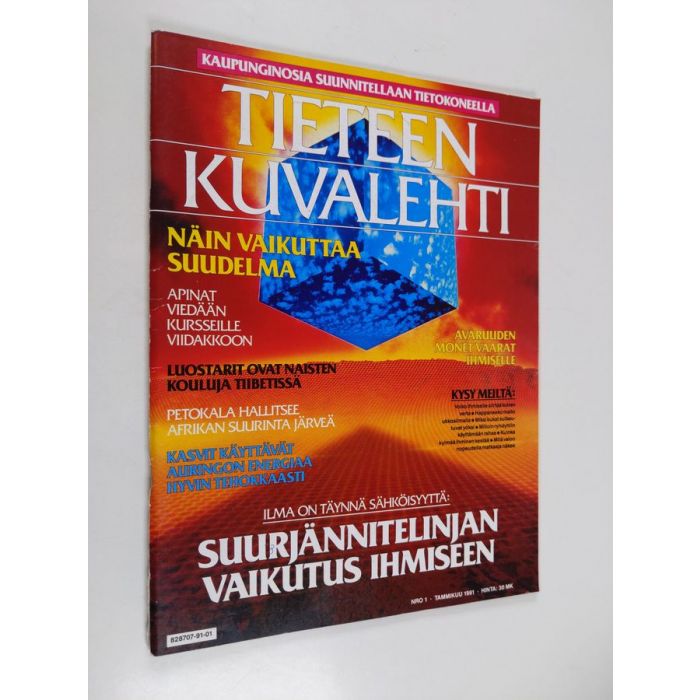 KAUPUNGINOSIA SUUNNITELLAAN TIETOKONEELLA
TIETEEN
KUVALEHTI
NÄIN VAIKUTTAA
SUUDELMA
APINAT
VIEDÄÄN
KURSSEILLE
VIIDAKKOON
AVARUUDEN
MONET VAARAT
IHMISELLE
LUOSTARIT OVAT NAISTEN
KOULUJA TIIBETISSÄ
KYSY MEILTÄ:
PETOKALA HALLITSEE
AFRIKAN SUURINTA JÄRVEÄ
KASVIT KÄYTTÄVÄT
AURINGON ENERGIAA
HYVIN TEHOKKAASTI
ILMA ON TÄYNNÄ SÄHKÖISYYTTÄ:
SUURJÄNNITELINJAN
VAIKUTUS IHMISEEN
NRO 1 · TAMMIKUU 1991 · HINTA: 30 MK
828707-91-01